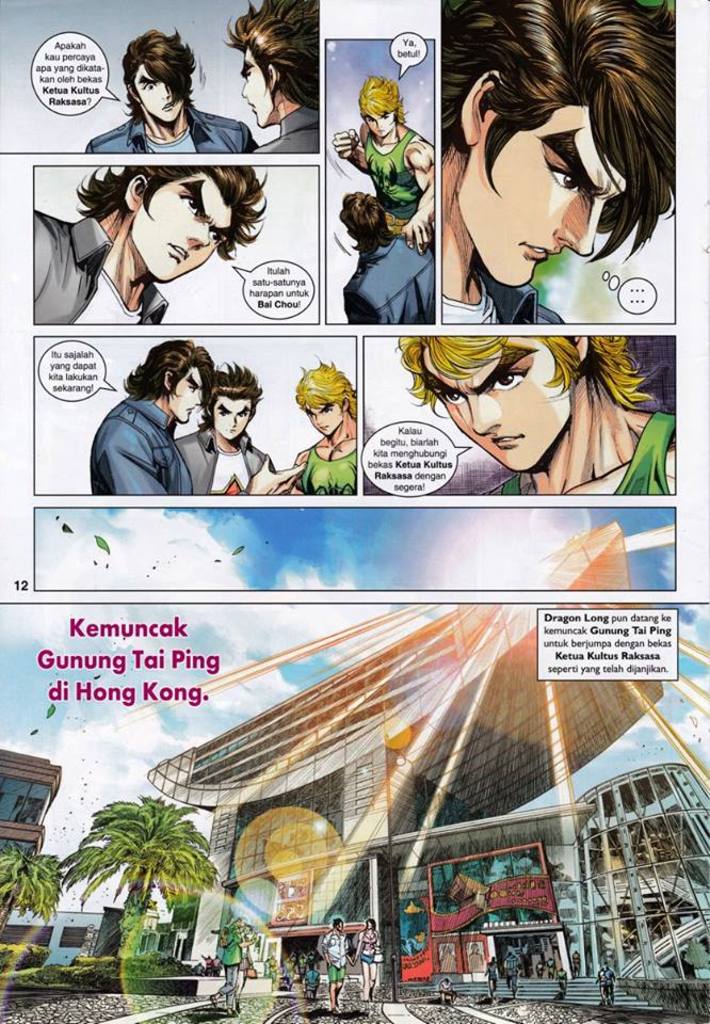 Apakah
kau percaya
apa yang dikata-
kan oleh bekas
Ketua Kultus
Raksasa?
Ya,
betul!
Itulah
satu-satunya
harapan untuk
Bai Chou!
...
...
Itu sajalah
yang dapat
kita lakukan
sekarang!
Kalau
begitu, biarlah
kita menghubungi
bekas Ketua Kultus
Raksasa dengan
segera!
12
Kemuncak
Gunung Tai Ping
di Hong Kong.
Dragon Long pun datang ke
kemuncak Gunung Tai Ping
untuk berjumpa dengan bekas
Ketua Kultus Raksasa
seperti yang telah dijanjikan.